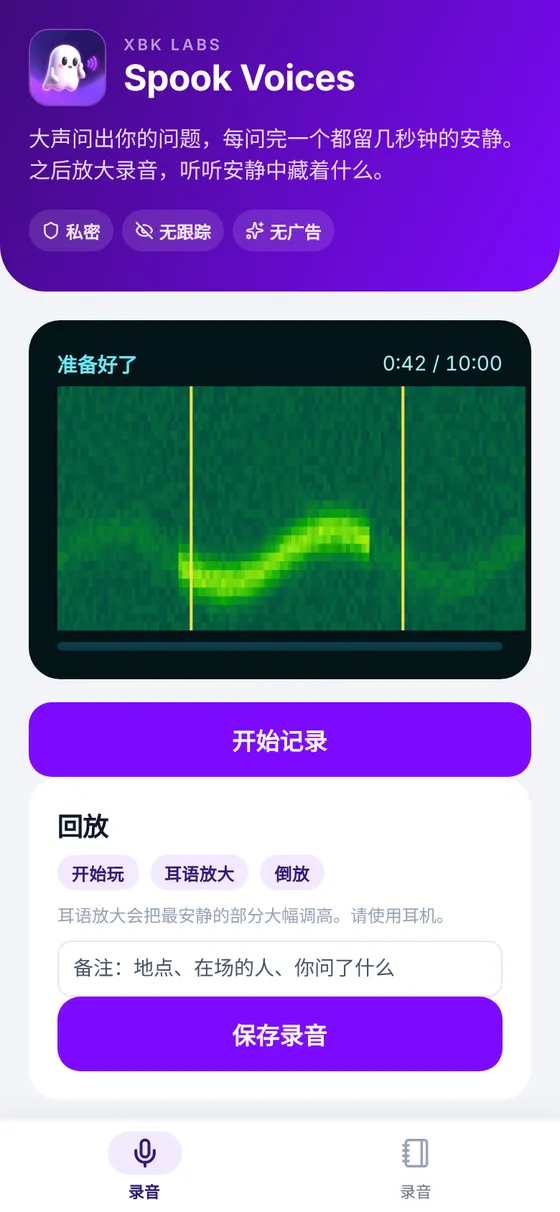 XBK LABS
Spook Voices
大声问出你的问题，每问完一个都留几秒钟的安静。
之后放大录音，听听安静中藏着什么。
私密
无跟踪
无广告
准备好了
0:42 / 10:00
开始记录
回放
开始玩
耳语放大
倒放
耳语放大会把最安静的部分大幅调高。请使用耳机。
备注：地点、在场的人、你问了什么
保存录音
录音
录音